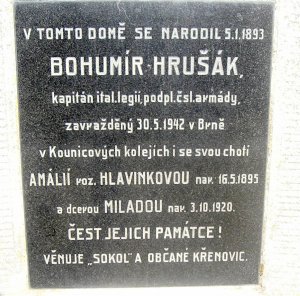 V TOMTO DOMĚ SE NARODIL 5.1.1893
BOHUMÍR HRUŠÁK,
kapitán ital. legií, podpl. čsl. armády,
zavražděný 30.5.1942 v Brně
v Kounicových kolejích i se svou chotí
AMÁLIÍ roz. HLAVINKOVOU nar. 16.5.1895
a dcerou MILADOU nar. 3.10.1920.
ČEST JEJICH PAMÁTCE!
VĚNUJE „SOKOL" A OBČANÉ KŘENOVIC.